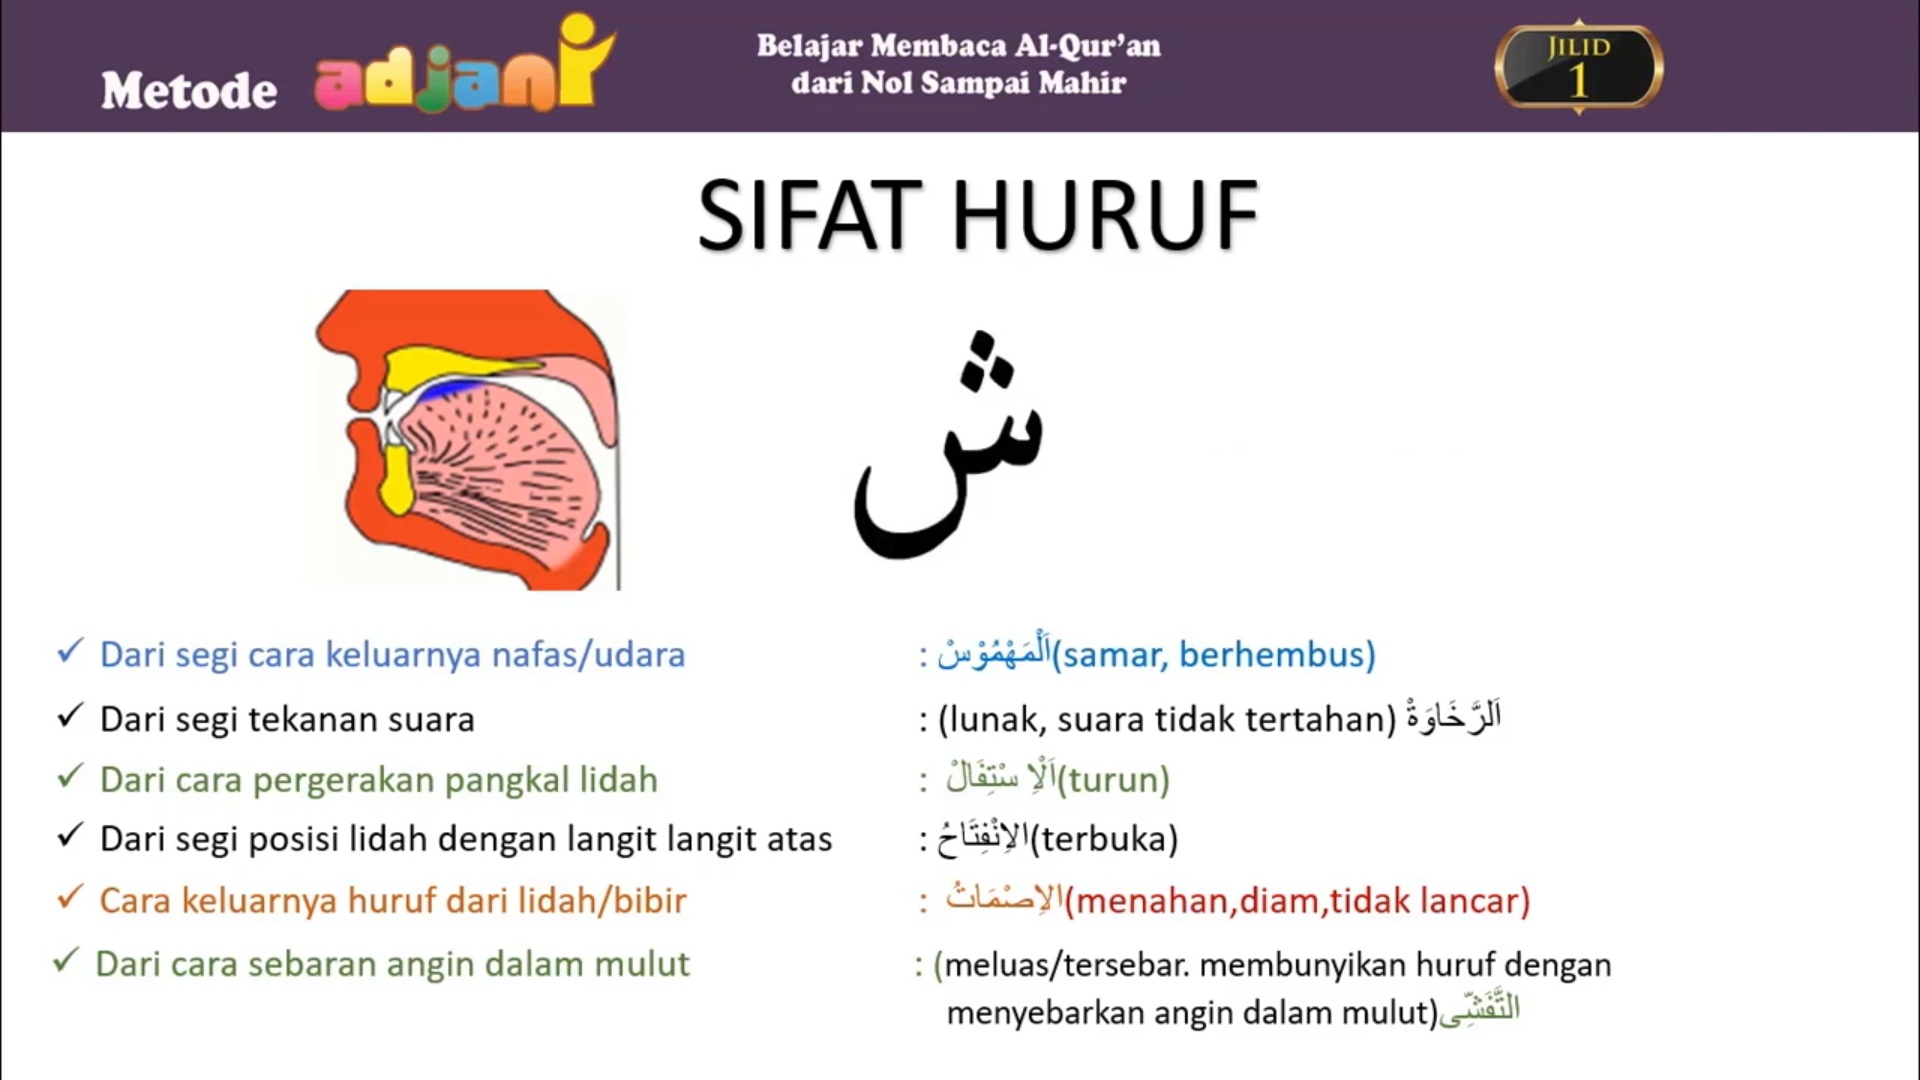 Metode adjani
Belajar Membaca Al-Qur’an
dari Nol Sampai Mahir
JILID
1
SIFAT HURUF
ش
✓ Dari segi cara keluarnya nafas/udara : اَلْمَهْمُوْسْ(samar, berhembus)
✓ Dari segi tekanan suara : (lunak, suara tidak tertahan) اَلرَّخَاوَةْ
✓ Dari cara pergerakan pangkal lidah : اَلْاِ سْتِفَالْ(turun)
✓ Dari segi posisi lidah dengan langit langit atas : الاِنْفِتَاحُ(terbuka)
✓ Cara keluarnya huruf dari lidah/bibir : الاِصْمَاتُ(menahan,diam,tidak lancar)
✓ Dari cara sebaran angin dalam mulut : (meluas/tersebar. membunyikan huruf dengan
menyebarkan angin dalam mulut)التَّفَشِّى